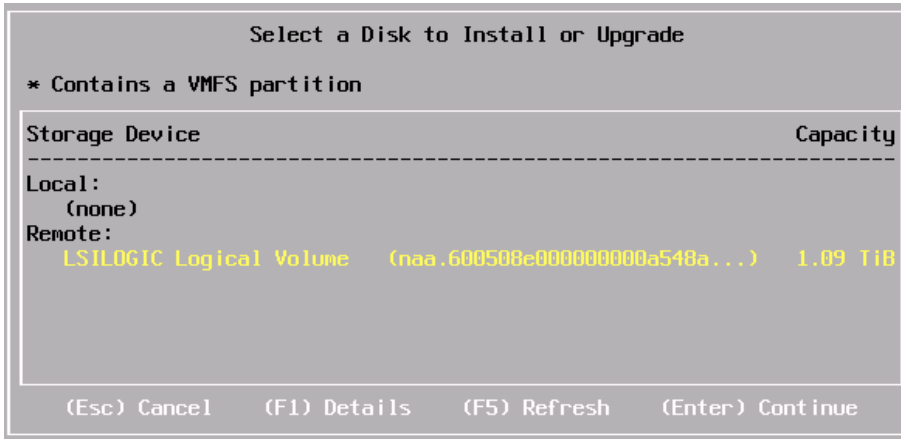 Select a Disk to Install or Upgrade
* Contains a VMFS partition
Storage Device Capacity
--------------------------------------------------------------------------------
Local:
(none)
Remote:
LSILOGIC Logical Volume (naa.600508e000000000a548a...) 1.09 TiB
(Esc) Cancel (F1) Details (F5) Refresh (Enter) Continue